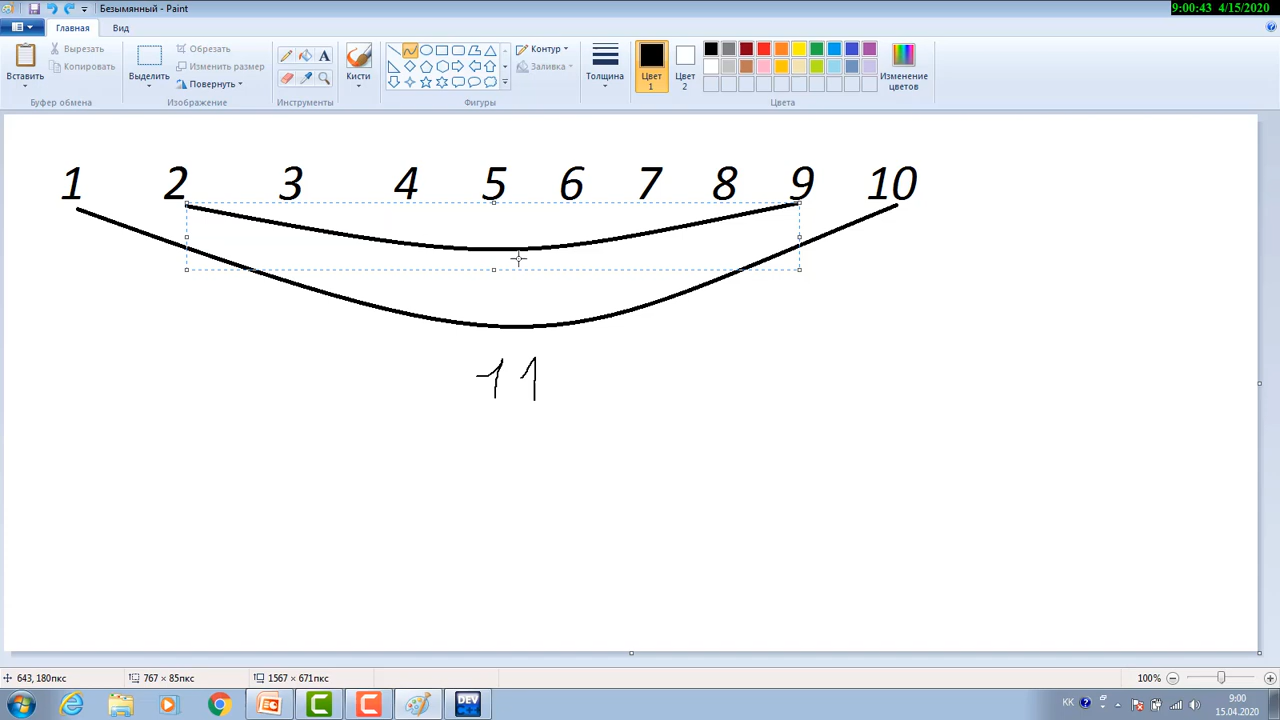 Безымянный - Paint
9:00:43 4/15/2020
Главная Вид
Вставить
Вырезать
Копировать
Буфер обмена
Выделить
Обрезать
Изменить размер
Повернуть
Изображение
Инструменты
Кисти
Контур
Заливка
Фигуры
Толщина
Цвет 1
Цвет 2
Изменение цветов
Цвета
1 2 3 4 5 6 7 8 9 10
11
643, 180пкс
767 × 85пкс
1567 × 671пкс
100%
DEV
KK
9:00
15.04.2020